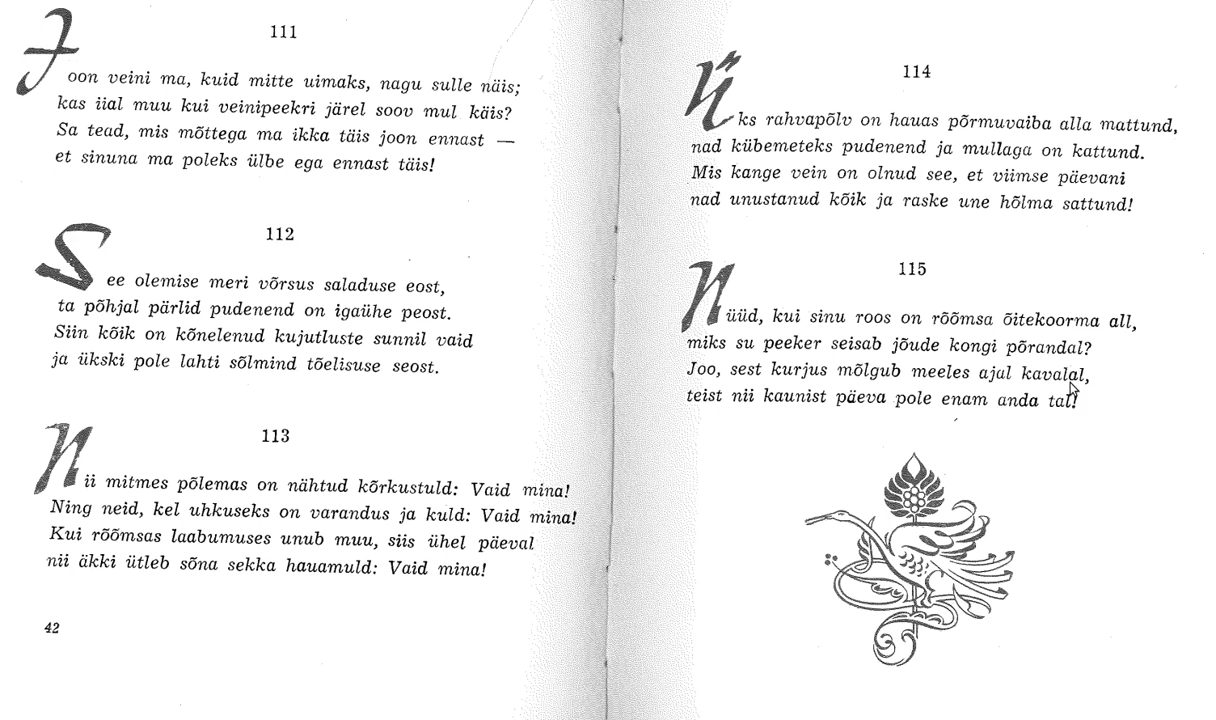 111
Joon veini ma, kuid mitte uimaks, nagu sulle näis;
kas iial muu kui veinipeekri järel soov mul käis?
Sa tead, mis mõttega ma ikka täis joon ennast —
et sinuna ma poleks ülbe ega ennast täis!
112
See olemise meri võrsus saladuse eost,
ta põhjal pärlid pudenend on igaühe peost.
Siin kõik on kõnelenud kujutluste sunnil vaid
ja ükski pole lahti sõlmind tõelisuse seost.
113
Nii mitmes põlemas on nähtud kõrkustuld: Vaid mina!
Ning neid, kel uhkuseks on varandus ja kuld: Vaid mina!
Kui rõõmsas laabumuses unub muu, siis ühel päeval
nii äkki ütleb sõna sekka hauamuld: Vaid mina!
42
114
Üks rahvapõlv on hauas põrmuvaiba alla mattund,
nad kübemeteks pudenend ja mullaga on kattund.
Mis kange vein on olnud see, et viimse päevani
nad unustanud kõik ja raske une hõlma sattund!
115
Nüüd, kui sinu roos on rõõmsa õitekoorma all,
miks su peeker seisab jõude kongi põrandal?
Joo, sest kurjus mõlgub meeles ajal kavalal,
teist nii kaunist päeva pole enam anda tal!